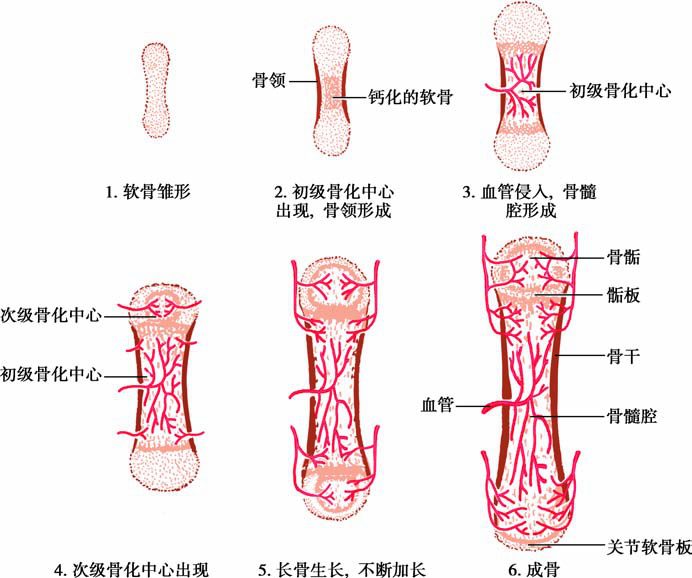 骨领
钙化的软骨
初级骨化中心
1. 软骨雏形
2. 初级骨化中心
出现, 骨领形成
3. 血管侵入, 骨髓
腔形成
次级骨化中心
初级骨化中心
血管
骨骺
骺板
骨干
骨髓腔
关节软骨板
4. 次级骨化中心出现
5. 长骨生长, 不断加长
6. 成骨